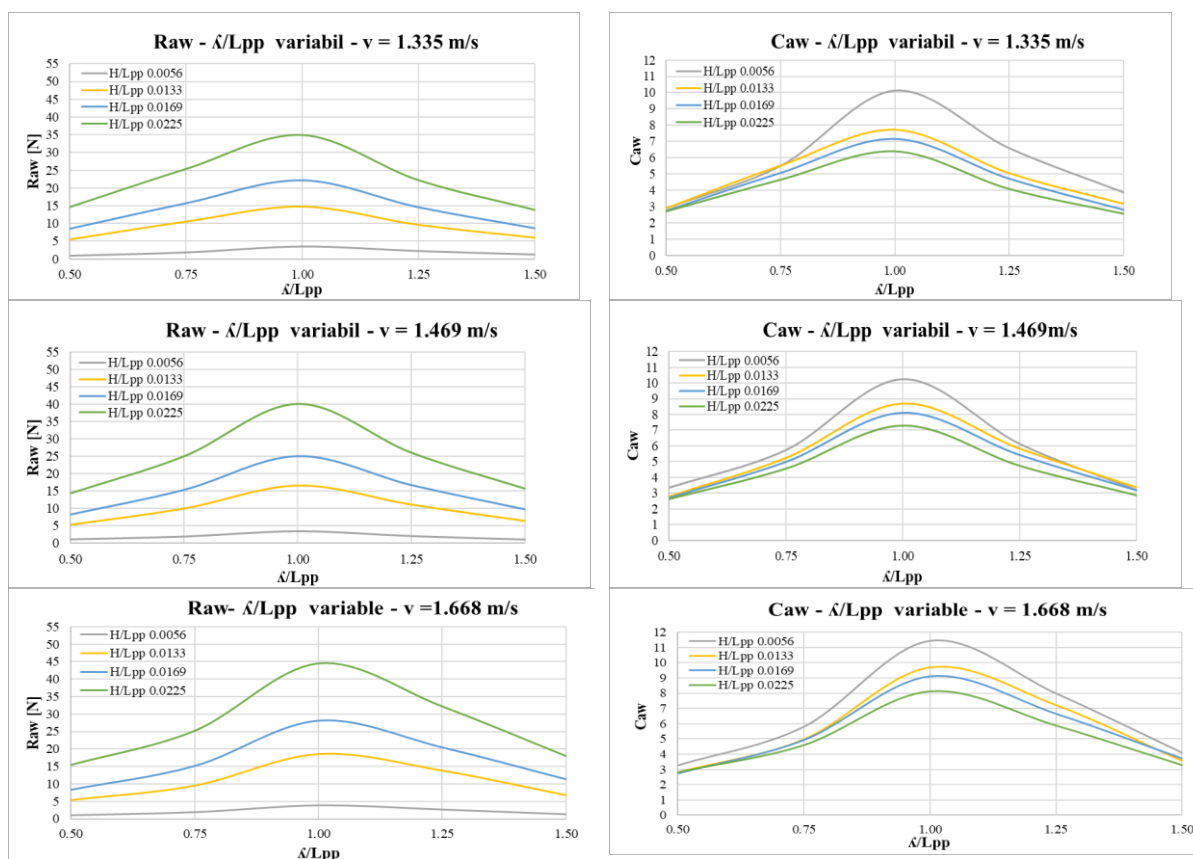 Raw - ʎ/Lpp variabil - v = 1.335 m/s
55
50
45
40
35
30
25
20
15
10
5
0
Raw [N]
H/Lpp 0.0056
H/Lpp 0.0133
H/Lpp 0.0169
H/Lpp 0.0225
0.50 0.75 1.00 1.25 1.50
ʎ/Lpp
Caw - ʎ/Lpp variabil - v = 1.335 m/s
12
11
10
9
8
7
6
5
4
3
2
1
0
Caw
H/Lpp 0.0056
H/Lpp 0.0133
H/Lpp 0.0169
H/Lpp 0.0225
0.50 0.75 1.00 1.25 1.50
ʎ/Lpp
Raw - ʎ/Lpp variabil - v = 1.469 m/s
55
50
45
40
35
30
25
20
15
10
5
0
Raw [N]
H/Lpp 0.0056
H/Lpp 0.0133
H/Lpp 0.0169
H/Lpp 0.0225
0.50 0.75 1.00 1.25 1.50
ʎ/Lpp
Caw - ʎ/Lpp variabil - v = 1.469m/s
12
11
10
9
8
7
6
5
4
3
2
1
0
Caw
H/Lpp 0.0056
H/Lpp 0.0133
H/Lpp 0.0169
H/Lpp 0.0225
0.50 0.75 1.00 1.25 1.50
ʎ/Lpp
Raw- ʎ/Lpp variable - v =1.668 m/s
55
50
45
40
35
30
25
20
15
10
5
0
Raw [N]
H/Lpp 0.0056
H/Lpp 0.0133
H/Lpp 0.0169
H/Lpp 0.0225
0.50 0.75 1.00 1.25 1.50
ʎ/Lpp
Caw - ʎ/Lpp variable - v = 1.668 m/s
12
11
10
9
8
7
6
5
4
3
2
1
0
Caw
H/Lpp 0.0056
H/Lpp 0.0133
H/Lpp 0.0169
H/Lpp 0.0225
0.50 0.75 1.00 1.25 1.50
ʎ/Lpp